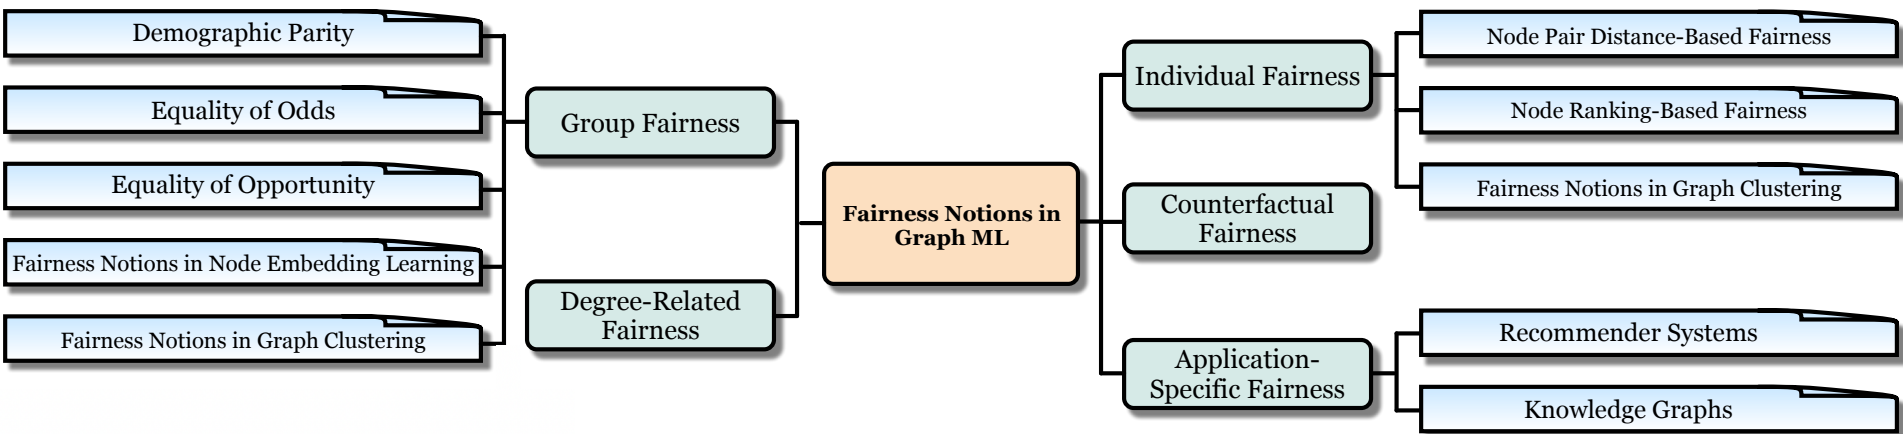 Demographic Parity
Equality of Odds
Equality of Opportunity
Fairness Notions in Node Embedding Learning
Fairness Notions in Graph Clustering
Group Fairness
Degree-Related
Fairness
Fairness Notions in
Graph ML
Individual Fairness
Counterfactual
Fairness
Application-
Specific Fairness
Node Pair Distance-Based Fairness
Node Ranking-Based Fairness
Fairness Notions in Graph Clustering
Recommender Systems
Knowledge Graphs